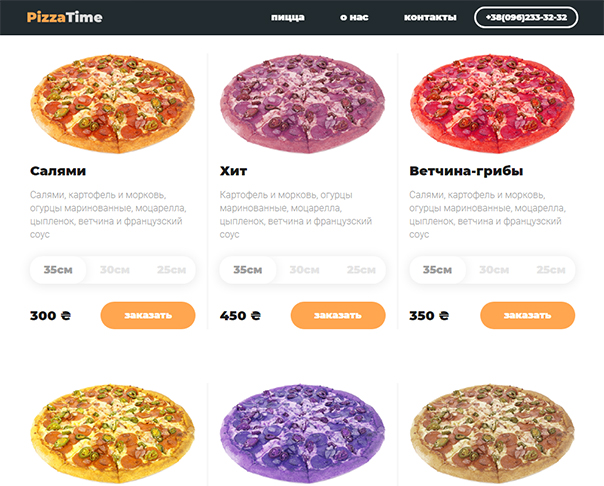 PizzaTime пицца о нас контакты +38(096)233-32-32
Салями
Салями, картофель и морковь,
огурцы маринованные, моцарелла,
цыпленок, ветчина и французский
соус
35см 30см 25см
300 ₴ заказать
Хит
Картофель и морковь, огурцы
маринованные, моцарелла,
цыпленок, ветчина и французский
соус
35см 30см 25см
450 ₴ заказать
Ветчина-грибы
Салями, картофель и морковь,
огурцы маринованные, моцарелла,
цыпленок, ветчина и французский
соус
35см 30см 25см
350 ₴ заказать